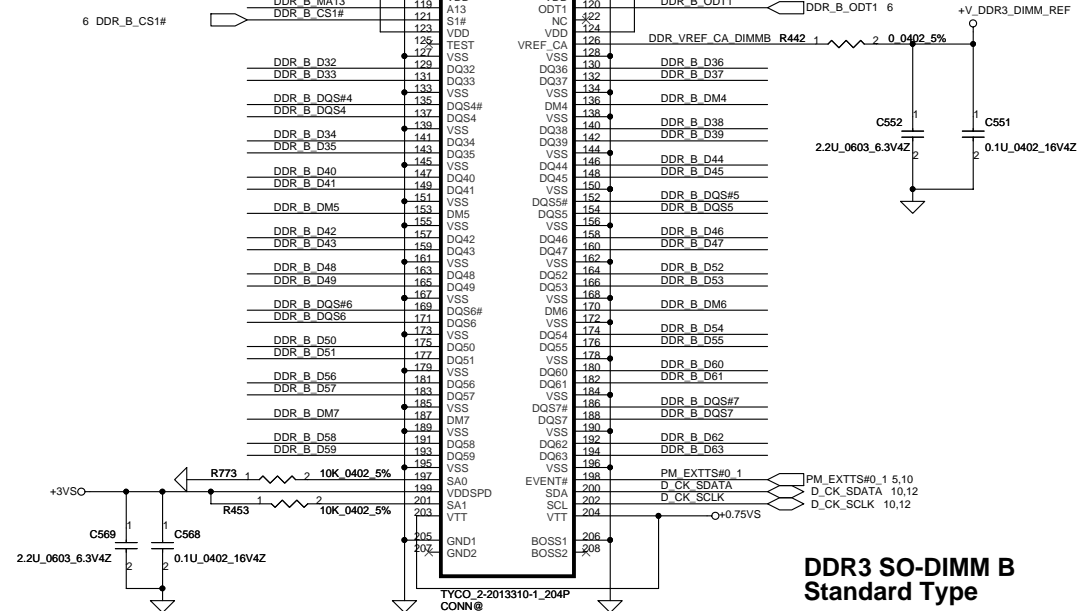 DDR_B_MA13 119 A13 ODT1 120 DDR_B_ODT1 DDR_B_ODT1 6
6 DDR_B_CS1# DDR_B_CS1# 121 S1# NC 122 +V_DDR3_DIMM_REF
123 VDD VDD 124
125 TEST VREF_CA 126 DDR_VREF_CA_DIMMB R442 1 2 0_0402_5%
127 VSS VSS 128
DDR_B_D32 129 DQ32 DQ36 130 DDR_B_D36
DDR_B_D33 131 DQ33 DQ37 132 DDR_B_D37
133 VSS VSS 134
DDR_B_DQS#4 135 DQS4# DM4 136 DDR_B_DM4
DDR_B_DQS4 137 DQS4 VSS 138
139 VSS DQ38 140 DDR_B_D38 1 C552 1 C551
DDR_B_D34 141 DQ34 DQ39 142 DDR_B_D39
DDR_B_D35 143 DQ35 VSS 144 2.2U_0603_6.3V4Z 2 2 0.1U_0402_16V4Z
145 VSS DQ44 146 DDR_B_D44
DDR_B_D40 147 DQ40 DQ45 148 DDR_B_D45
DDR_B_D41 149 DQ41 VSS 150
151 VSS DQS5# 152 DDR_B_DQS#5
DDR_B_DM5 153 DM5 DQS5 154 DDR_B_DQS5
155 VSS VSS 156
DDR_B_D42 157 DQ42 DQ46 158 DDR_B_D46
DDR_B_D43 159 DQ43 DQ47 160 DDR_B_D47
161 VSS VSS 162
DDR_B_D48 163 DQ48 DQ52 164 DDR_B_D52
DDR_B_D49 165 DQ49 DQ53 166 DDR_B_D53
167 VSS VSS 168
DDR_B_DQS#6 169 DQS6# DM6 170 DDR_B_DM6
DDR_B_DQS6 171 DQS6 VSS 172
173 VSS DQ54 174 DDR_B_D54
DDR_B_D50 175 DQ50 DQ55 176 DDR_B_D55
DDR_B_D51 177 DQ51 VSS 178
179 VSS DQ60 180 DDR_B_D60
DDR_B_D56 181 DQ56 DQ61 182 DDR_B_D61
DDR_B_D57 183 DQ57 VSS 184
185 VSS DQS7# 186 DDR_B_DQS#7
DDR_B_DM7 187 DM7 DQS7 188 DDR_B_DQS7
189 VSS VSS 190
DDR_B_D58 191 DQ58 DQ62 192 DDR_B_D62
DDR_B_D59 193 DQ59 DQ63 194 DDR_B_D63
195 VSS VSS 196
R773 1 2 10K_0402_5% 197 SA0 EVENT# 198 PM_EXTTS#0_1 PM_EXTTS#0_1 5,10
+3VS 199 VDDSPD SDA 200 D_CK_SDATA D_CK_SDATA 10,12
R453 1 2 10K_0402_5% 201 SA1 SCL 202 D_CK_SCLK D_CK_SCLK 10,12
203 VTT VTT 204 +0.75VS
C569 1 1 C568 205 GND1 BOSS1 206
2.2U_0603_6.3V4Z 2 2 0.1U_0402_16V4Z 207 GND2 BOSS2 208
TYCO_2-2013310-1_204P
CONN@
DDR3 SO-DIMM B
Standard Type